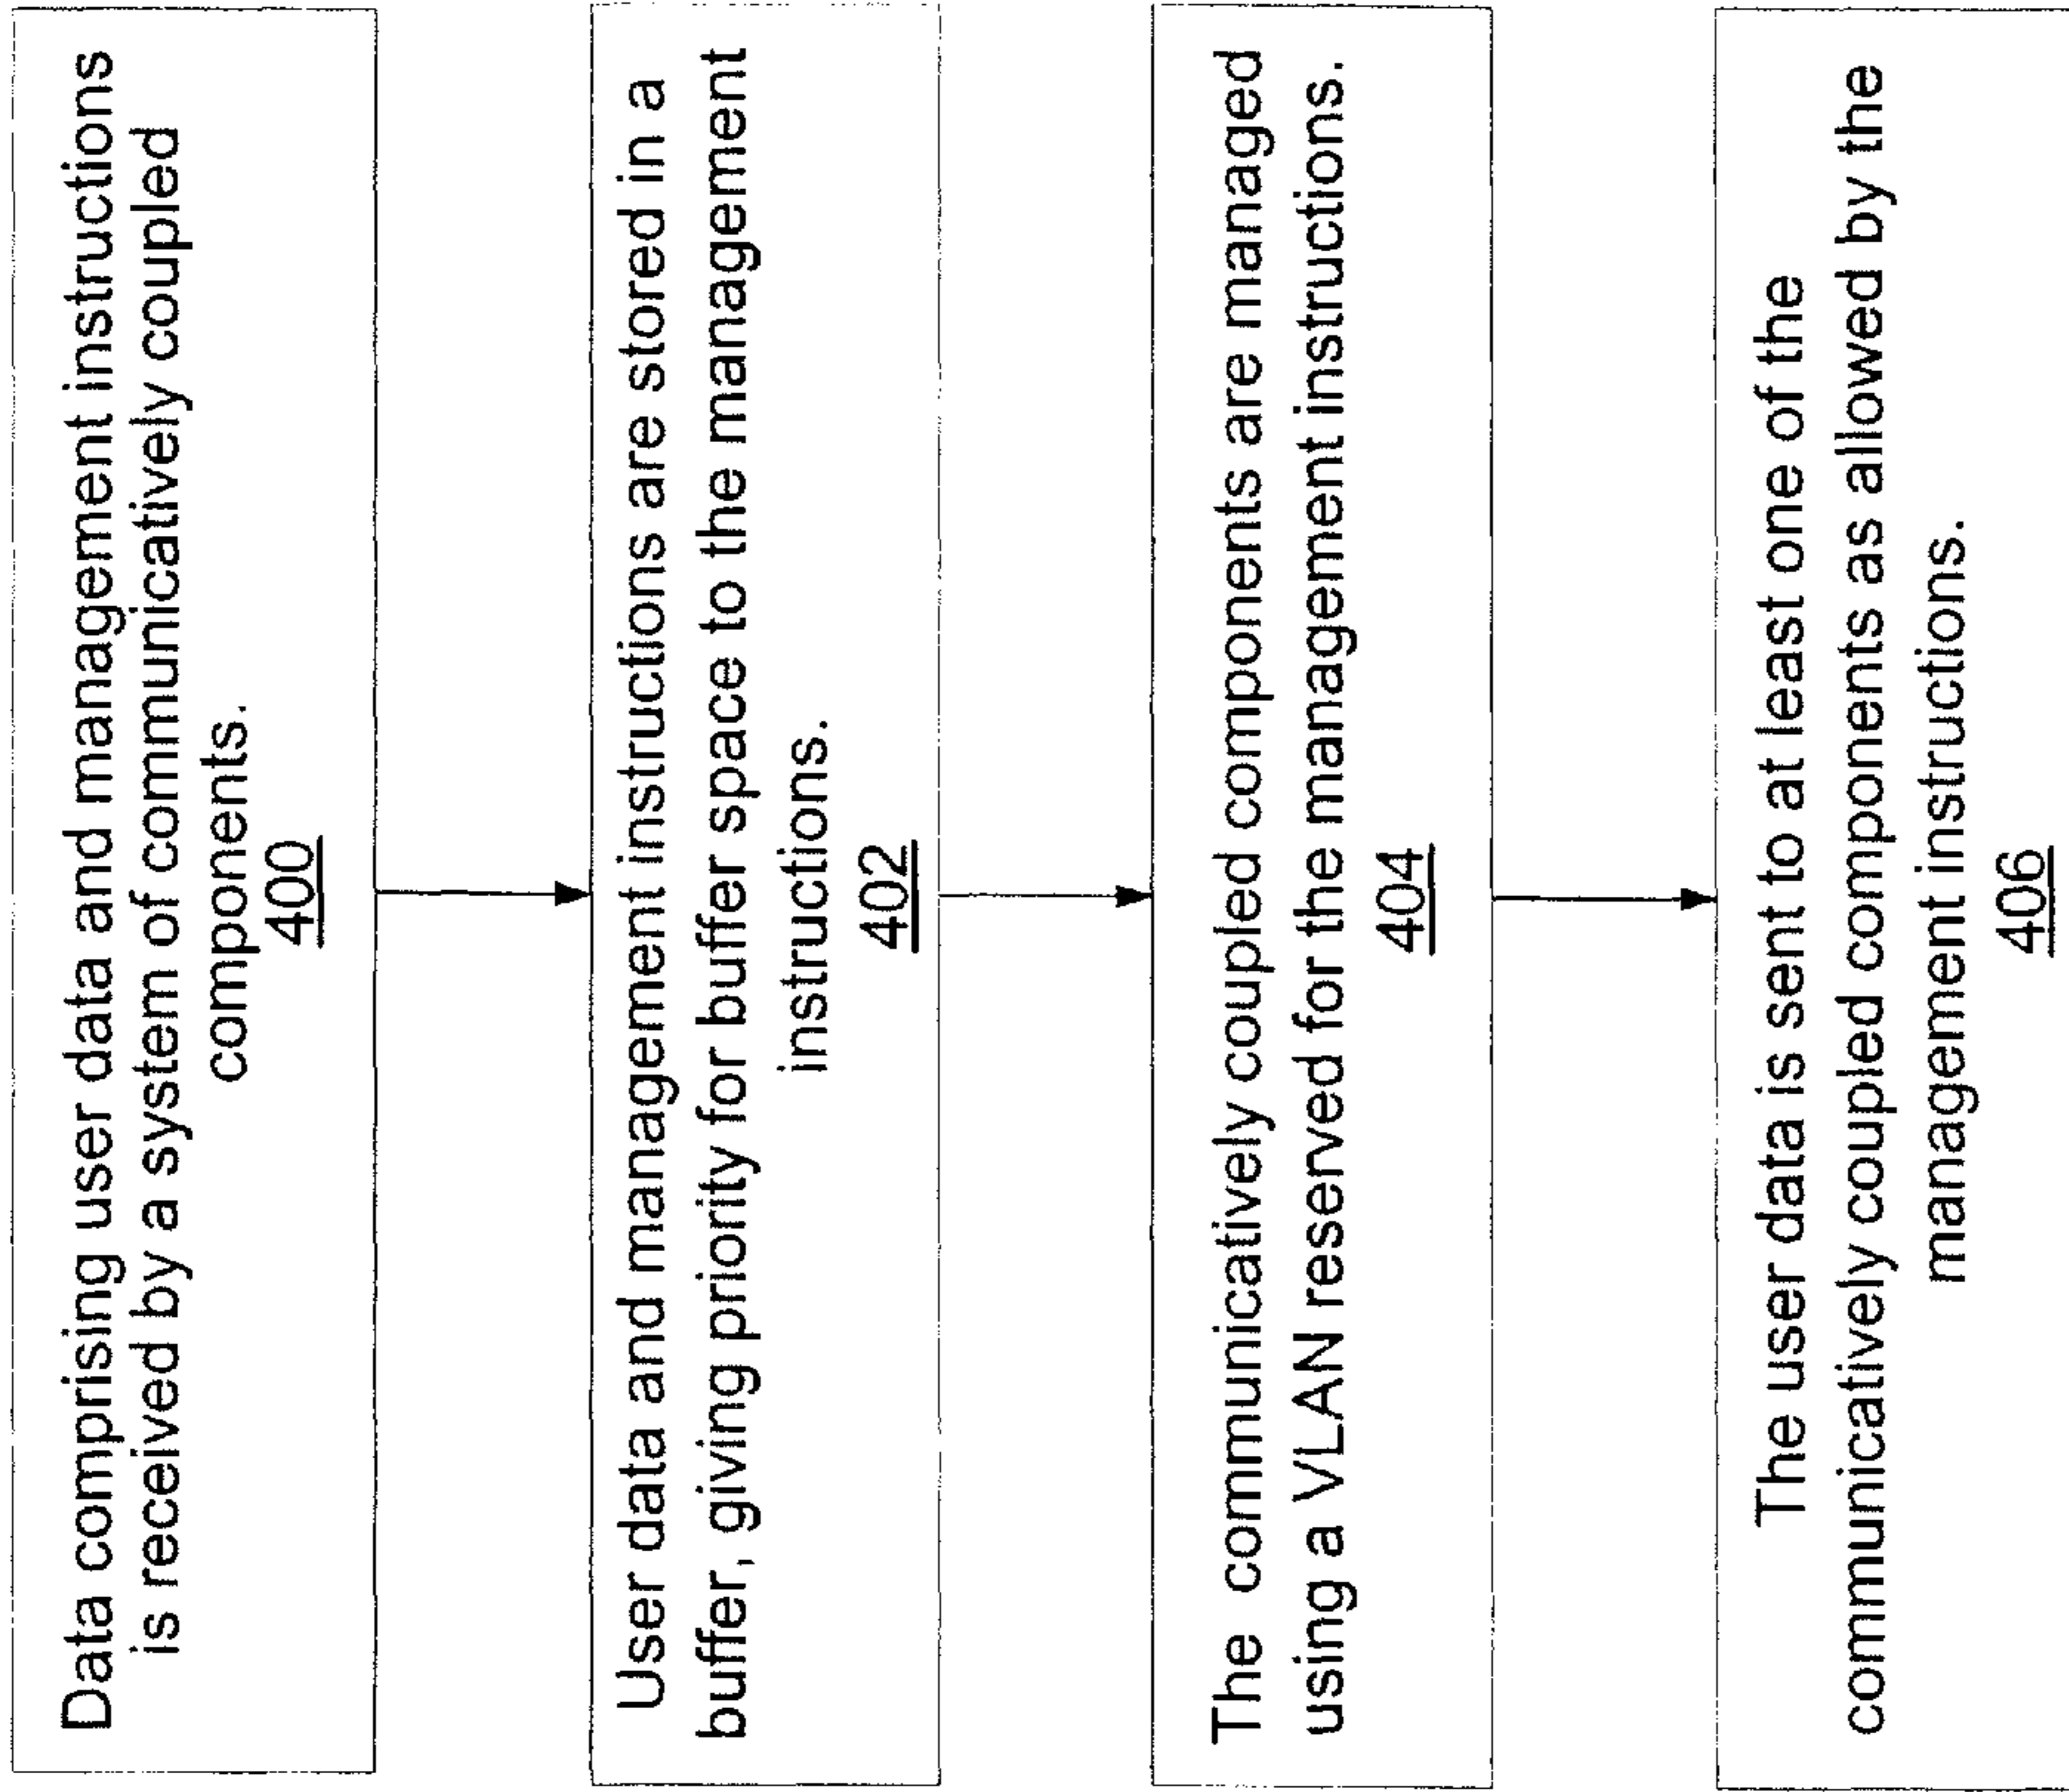 Data comprising user data and management instructions
is received by a system of communicatively coupled
components.
400
User data and management instructions are stored in a
buffer, giving priority for buffer space to the management
instructions.
402
The communicatively coupled components are managed
using a VLAN reserved for the management instructions.
404
The user data is sent to at least one of the
communicatively coupled components as allowed by the
management instructions.
406